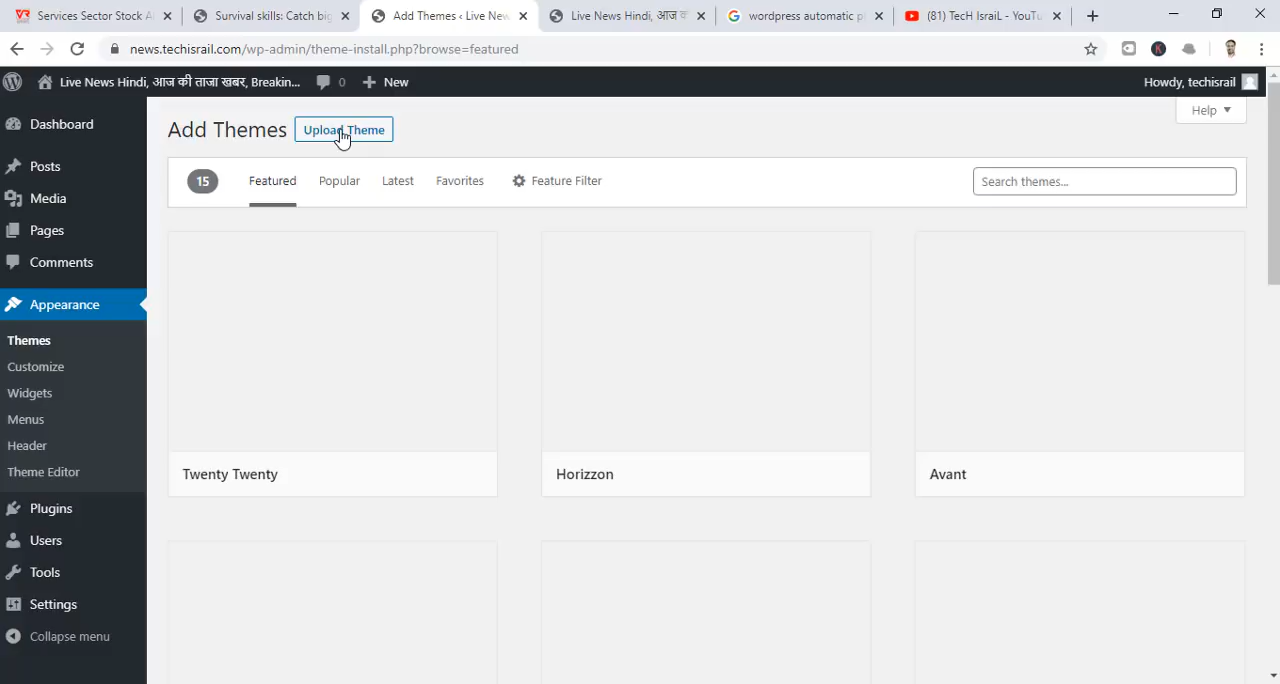 Services Sector Stock A
Survival skills: Catch big
Add Themes ‹ Live New
Live News Hindi, आज क
wordpress automatic p
(81) TecH IsraiL - YouTu
news.techisrail.com/wp-admin/theme-install.php?browse=featured
Live News Hindi, आज की ताजा खबर, Breakin...
0
New
Howdy, techisrail
Dashboard
Posts
Media
Pages
Comments
Appearance
Themes
Customize
Widgets
Menus
Header
Theme Editor
Plugins
Users
Tools
Settings
Collapse menu
Add Themes
Upload Theme
Help
15
Featured
Popular
Latest
Favorites
Feature Filter
Search themes...
Twenty Twenty
Horizzon
Avant